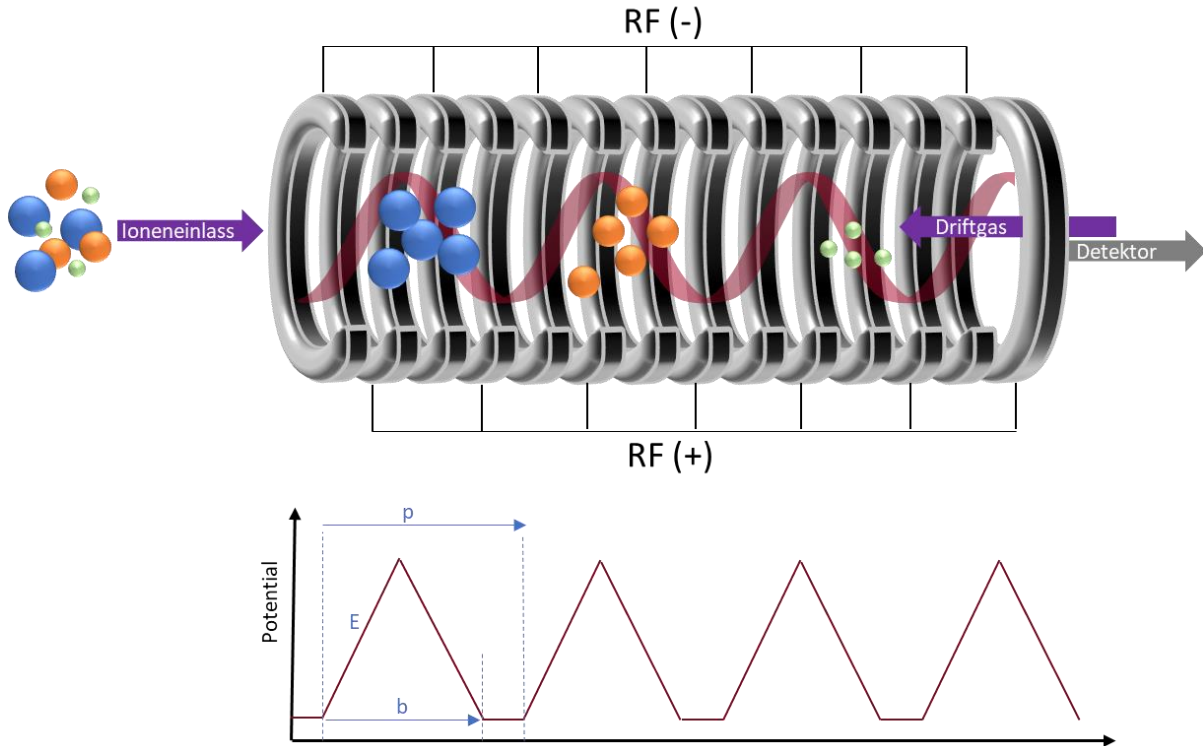 RF (-)
Ioneneinlass
Driftgas
Detektor
RF (+)
Potential
p
E
b